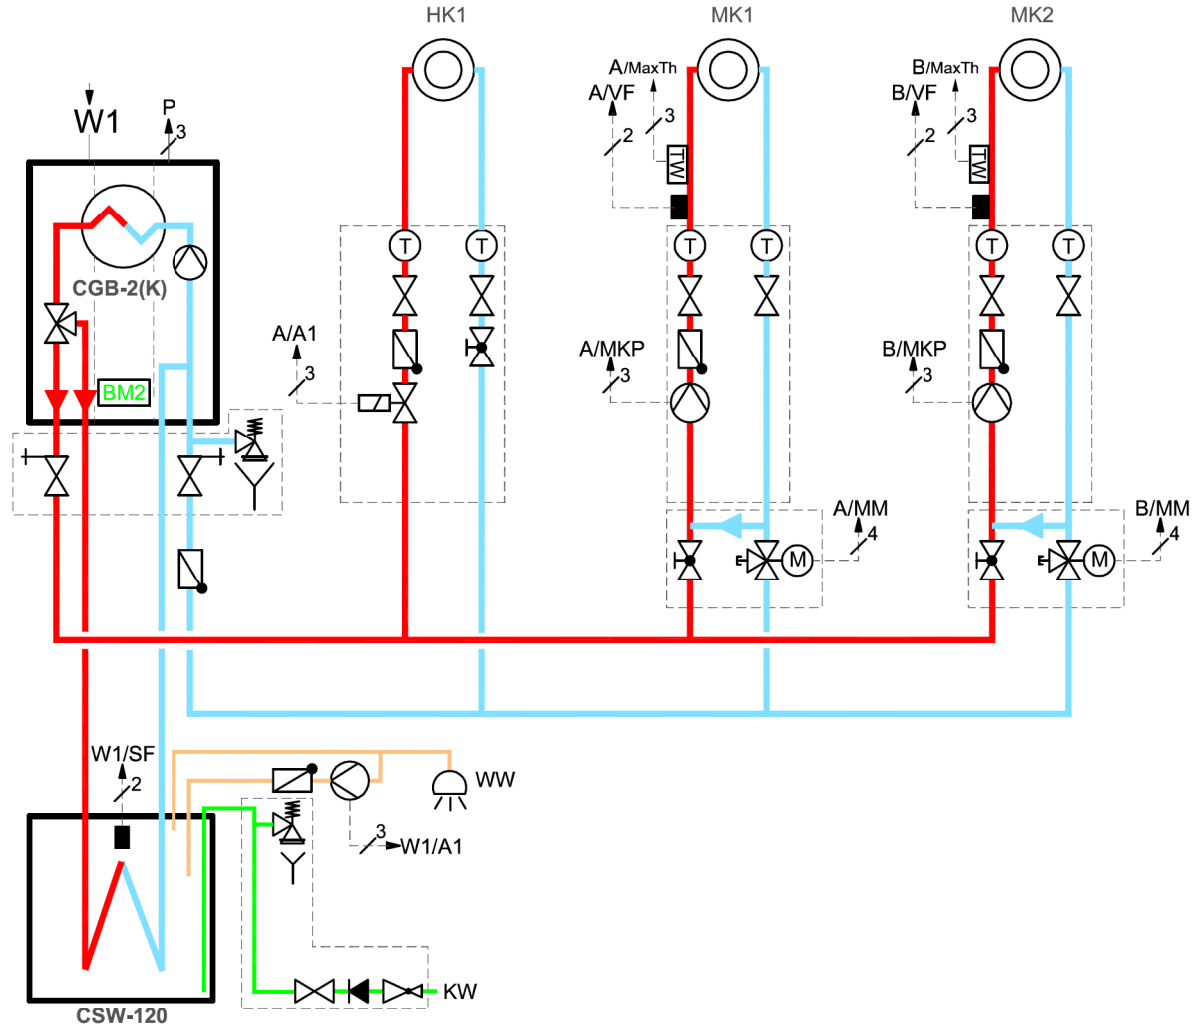 HK1
MK1
MK2
A/MaxTh
A/VF
3
2
TW
B/MaxTh
B/VF
3
2
TW
W1
P
3
CGB-2(K)
BM2
T
T
T
T
T
T
A/A1
3
A/MKP
3
B/MKP
3
A/MM
4
M
B/MM
4
M
W1/SF
2
WW
3
W1/A1
KW
CSW-120